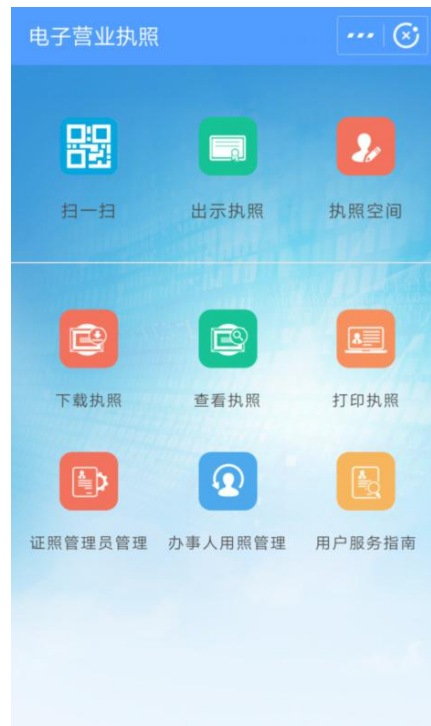 电子营业执照
扫一扫 出示执照 执照空间
下载执照 查看执照 打印执照
证照管理员管理 办事人用照管理 用户服务指南